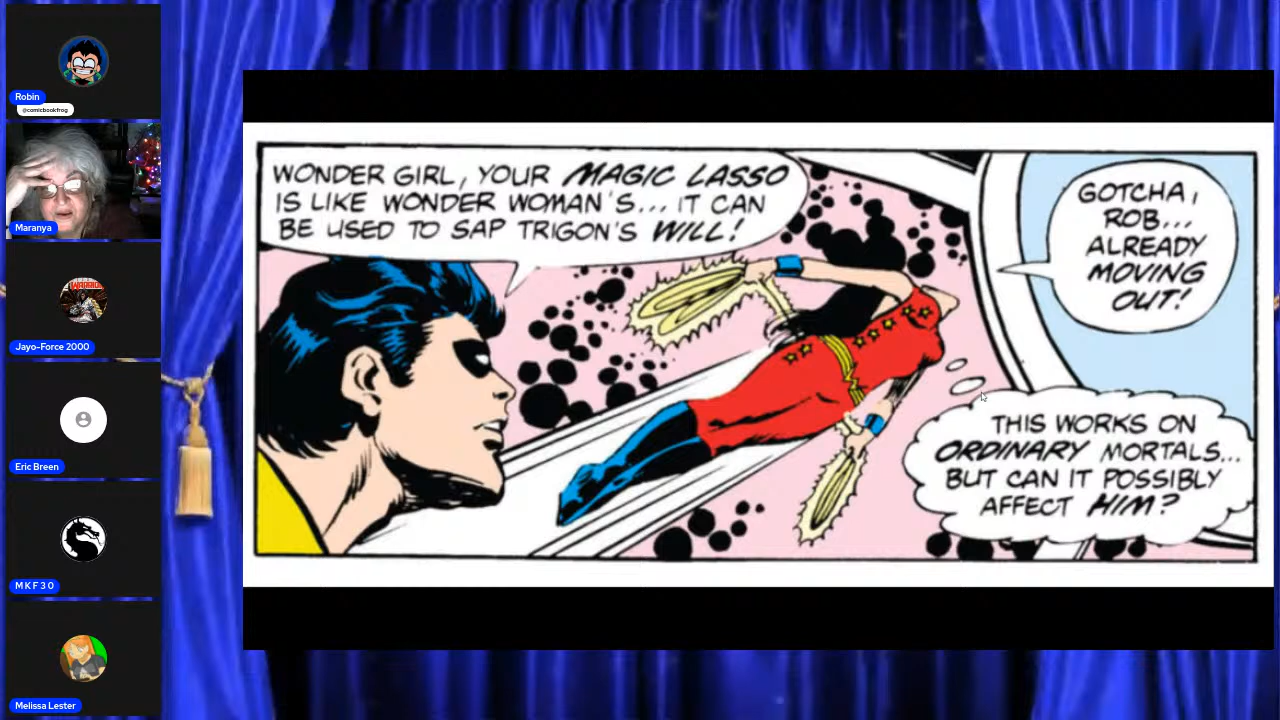 Robin
@comicbookfrog
Maranya
WARRIOR
Jayo-Force 2000
Eric Breen
M K F 3 0
Melissa Lester
WONDER GIRL, YOUR MAGIC LASSO
IS LIKE WONDER WOMAN'S... IT CAN
BE USED TO SAP TRIGON'S WILL!
GOTCHA,
ROB...
ALREADY
MOVING
OUT!
THIS WORKS ON
ORDINARY MORTALS...
BUT CAN IT POSSIBLY
AFFECT HIM?